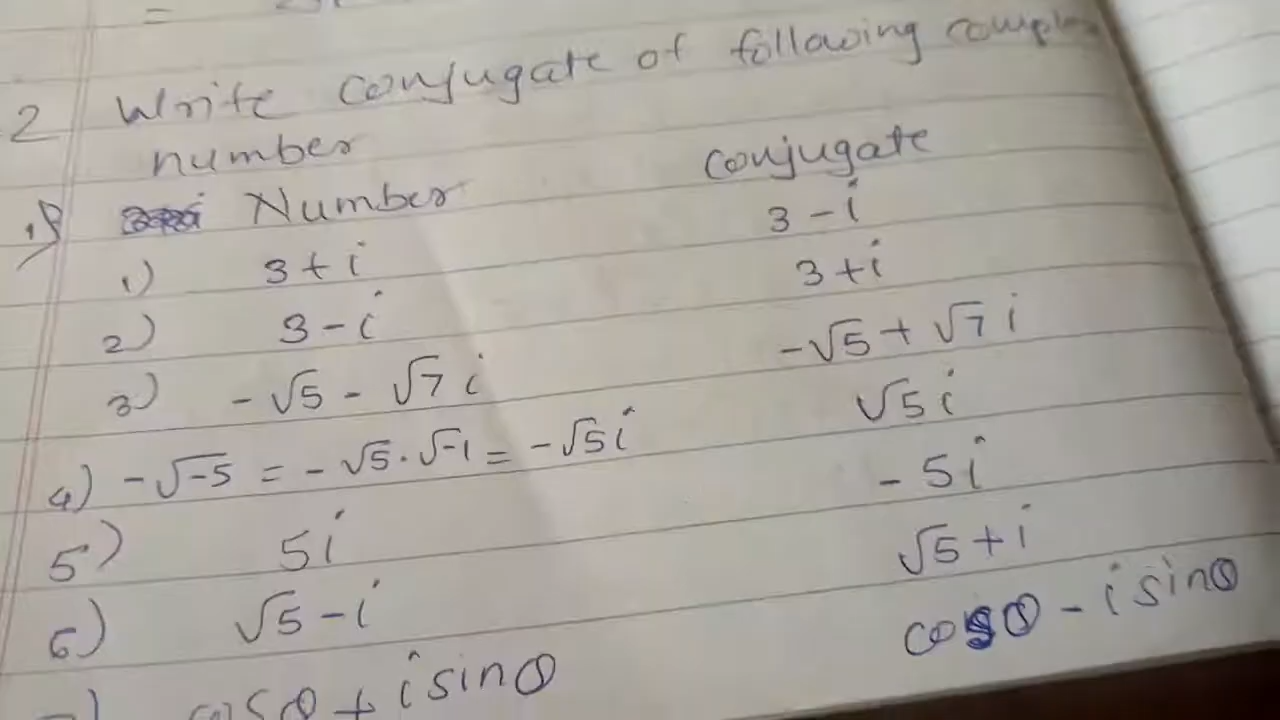 =
2 Write conjugate of following comple
number
1) Number Conjugate
1) 3 + i 3 - i
2) 3 - i 3 + i
3) -√5 - √7 i -√5 + √7 i
4) -√-5 = -√5·√-1 = -√5i √5 i
5) 5i - 5i
6) √5 - i √5 + i
cosθ + i sinθ cosθ - i sinθ